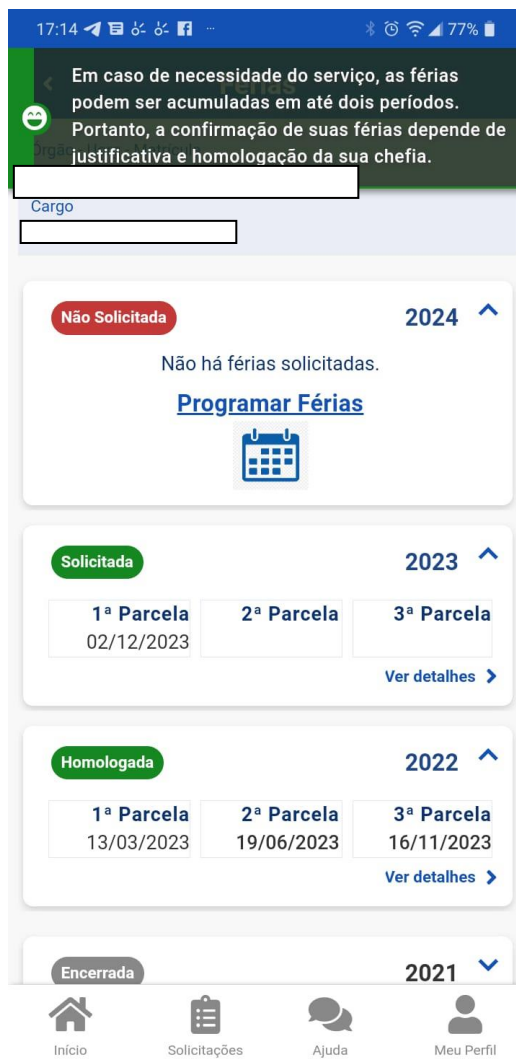 17:14 77%
Férias
Em caso de necessidade do serviço, as férias
podem ser acumuladas em até dois períodos.
Portanto, a confirmação de suas férias depende de
justificativa e homologação da sua chefia.
Cargo
Não Solicitada 2024
Não há férias solicitadas.
Programar Férias
Solicitada 2023
1ª Parcela 2ª Parcela 3ª Parcela
02/12/2023
Ver detalhes
Homologada 2022
1ª Parcela 2ª Parcela 3ª Parcela
13/03/2023 19/06/2023 16/11/2023
Ver detalhes
Encerrada 2021
Início Solicitações Ajuda Meu Perfil